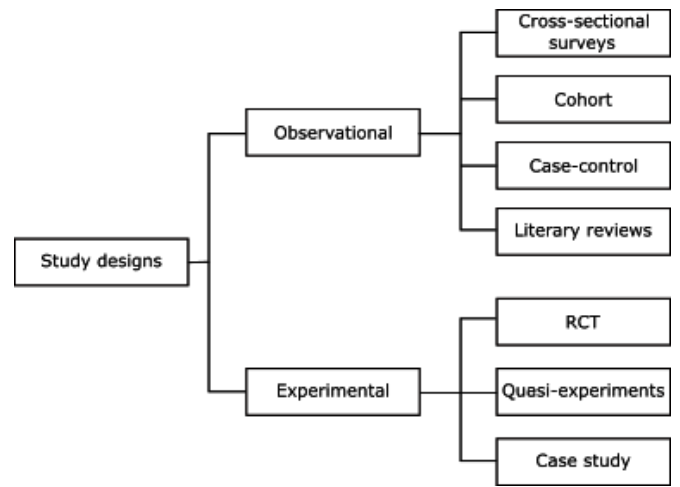 Cross-sectional
surveys
Cohort
Observational
Case-control
Literary reviews
Study designs
RCT
Experimental
Quasi-experiments
Case study